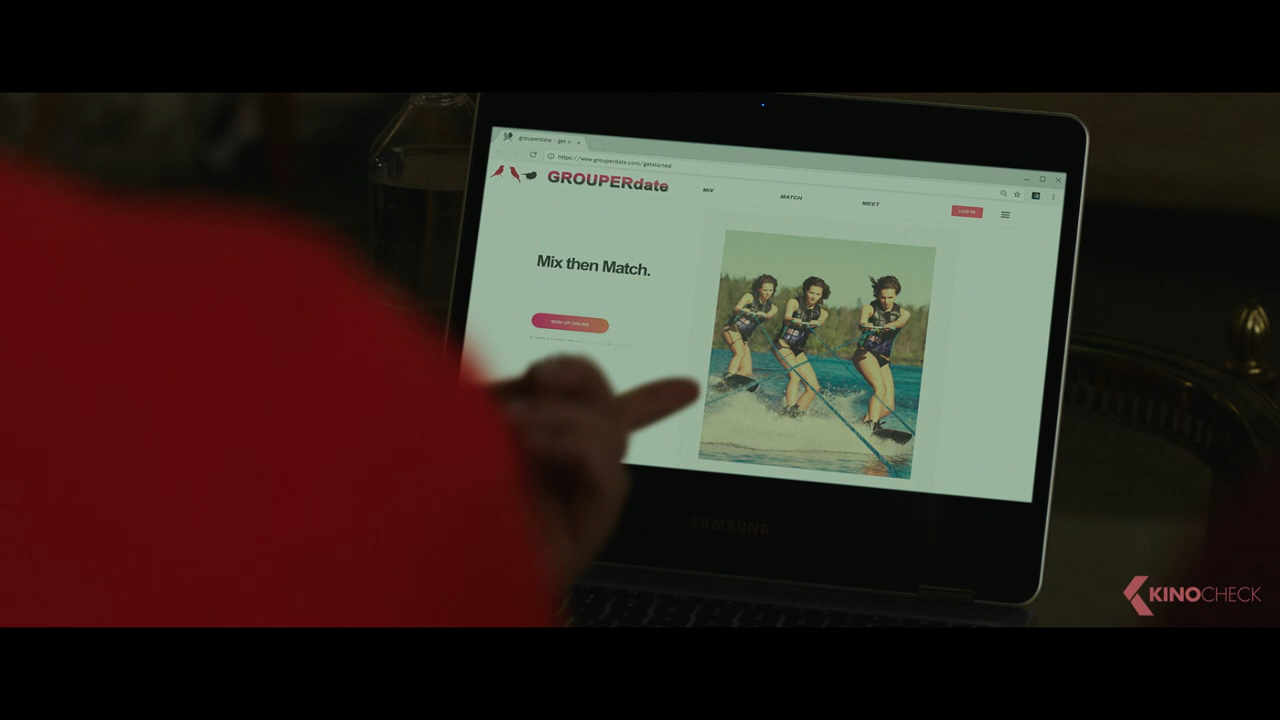 grouperdate - get s
https://www.grouperdate.com/getstarted
GROUPERdate
MIX
MATCH
MEET
LOG IN
Mix then Match.
SIGN UP ONLINE
SAMSUNG
KINOCHECK